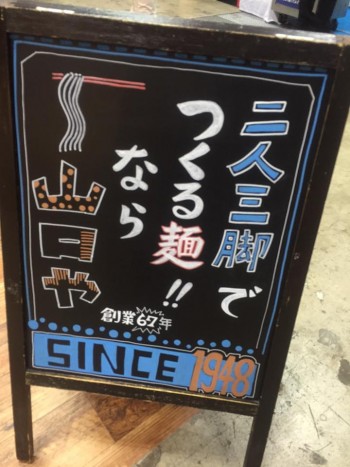 二人三脚で
つくる麺!!
なら
山口や
創業67年
SINCE 1948